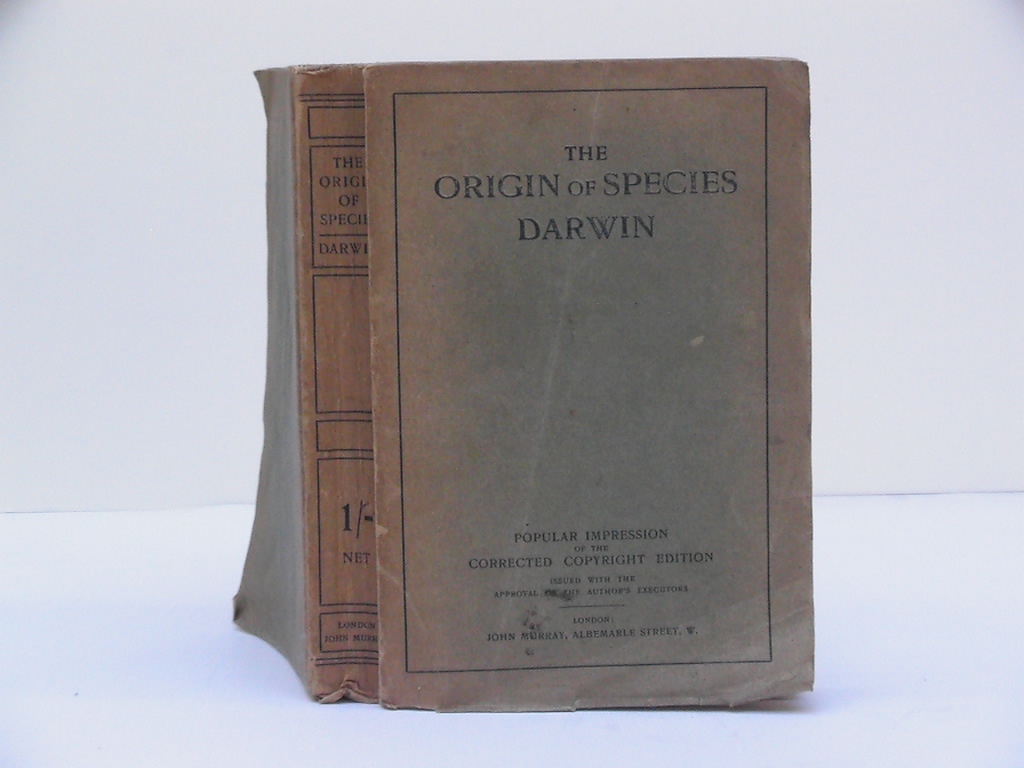 THE
ORIGI
OF
SPECIE
DARWI
1/-
NET
LONDON
JOHN MURR
THE
ORIGIN OF SPECIES
DARWIN
POPULAR IMPRESSION
OF THE
CORRECTED COPYRIGHT EDITION
ISSUED WITH THE
APPROVAL OF THE AUTHOR'S EXECUTORS
LONDON:
JOHN MURRAY, ALBEMARLE STREET, W.